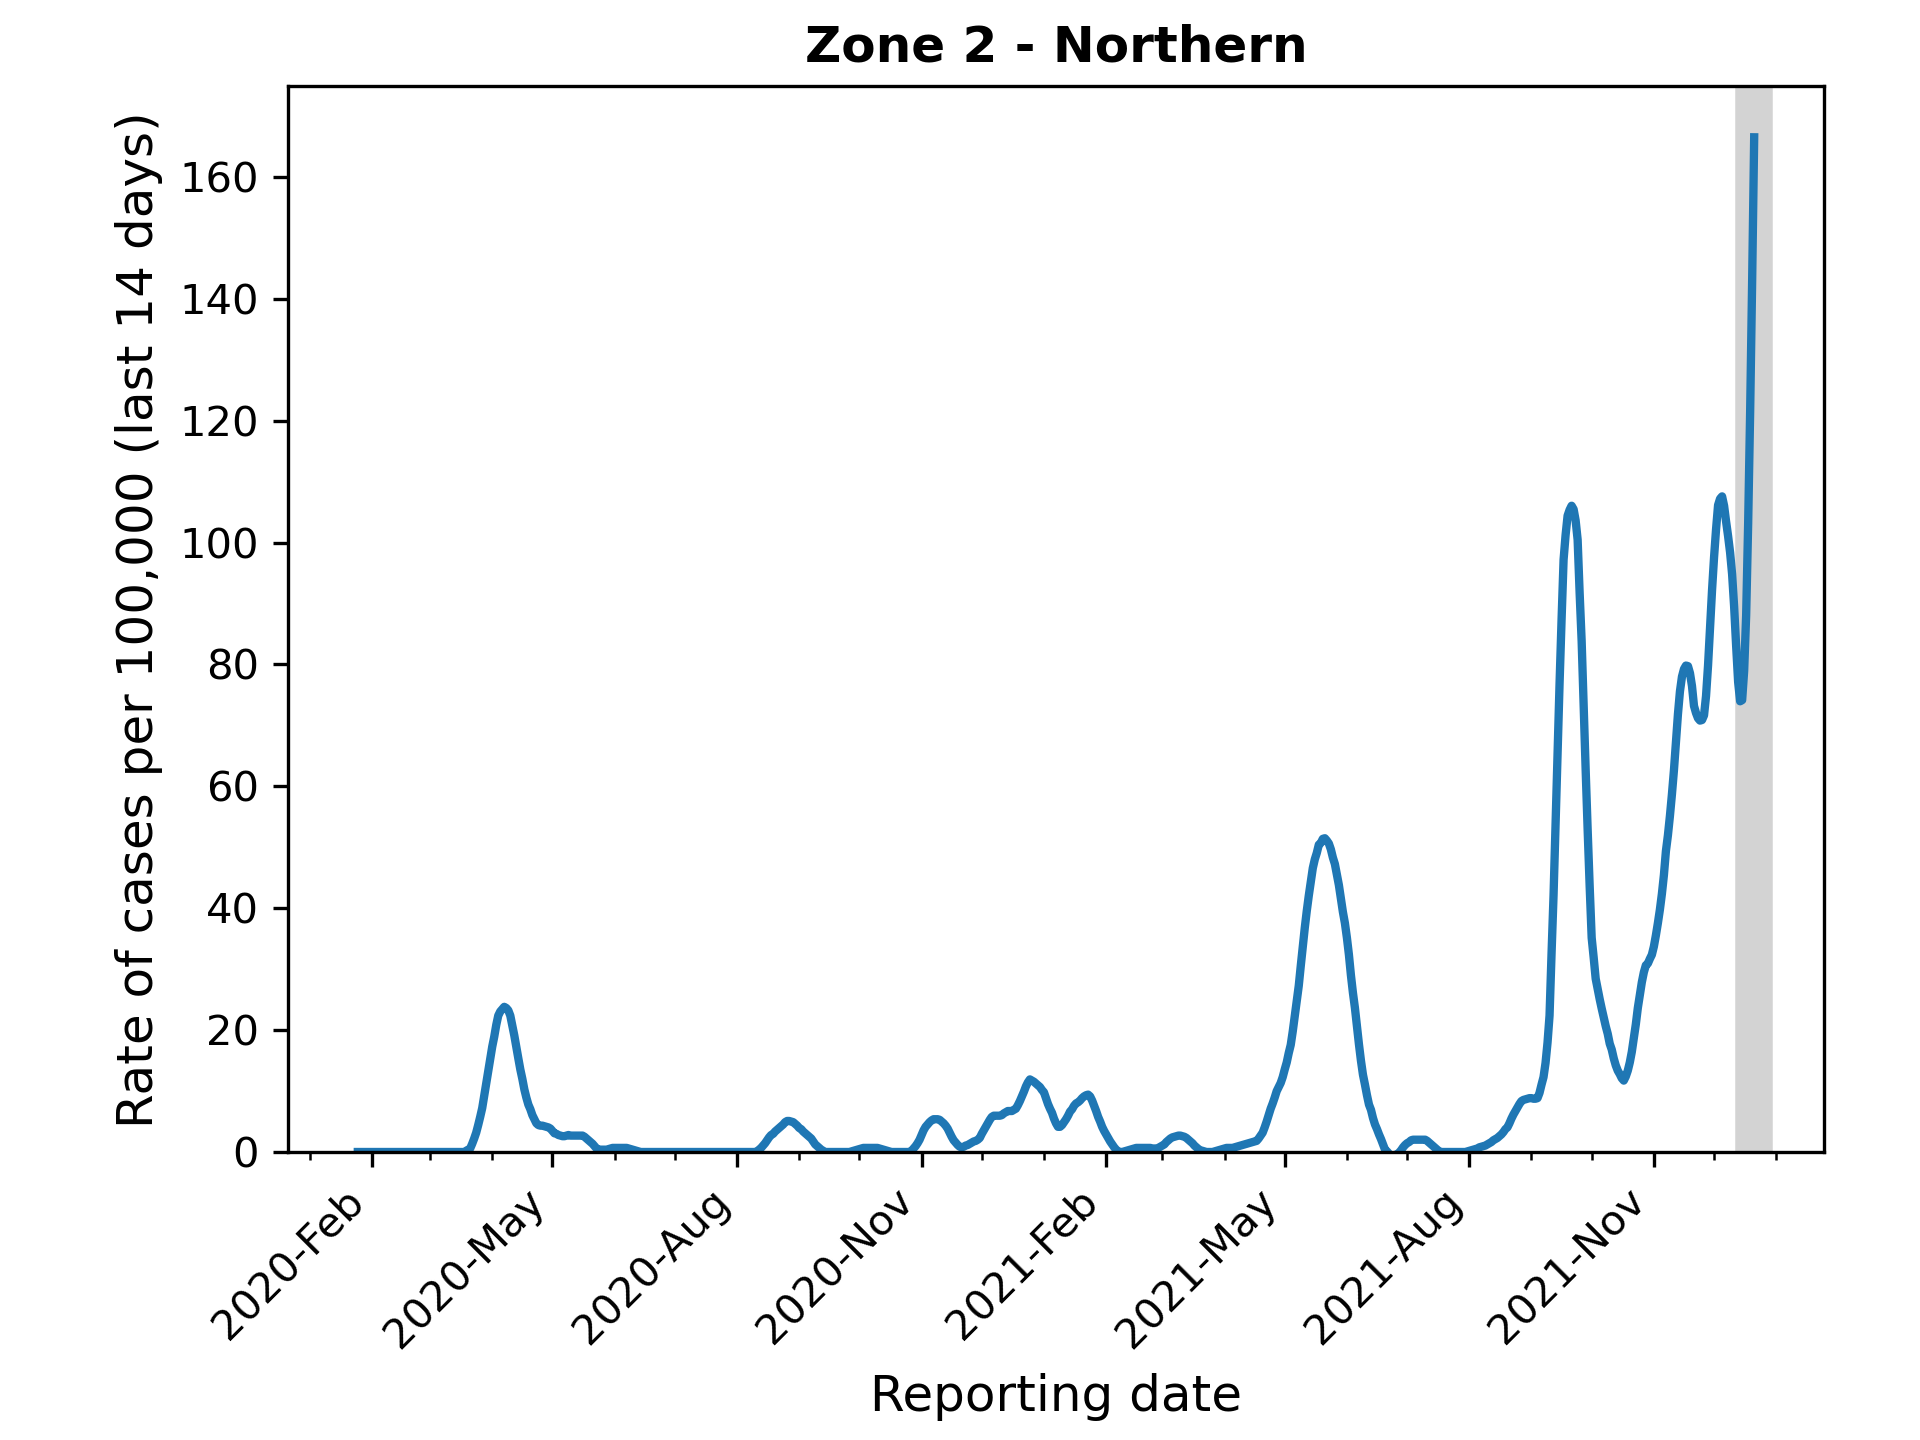 Zone 2 - Northern
Rate of cases per 100,000 (last 14 days)
160
140
120
100
80
60
40
20
0
2020-Feb
2020-May
2020-Aug
2020-Nov
2021-Feb
2021-May
2021-Aug
2021-Nov
Reporting date